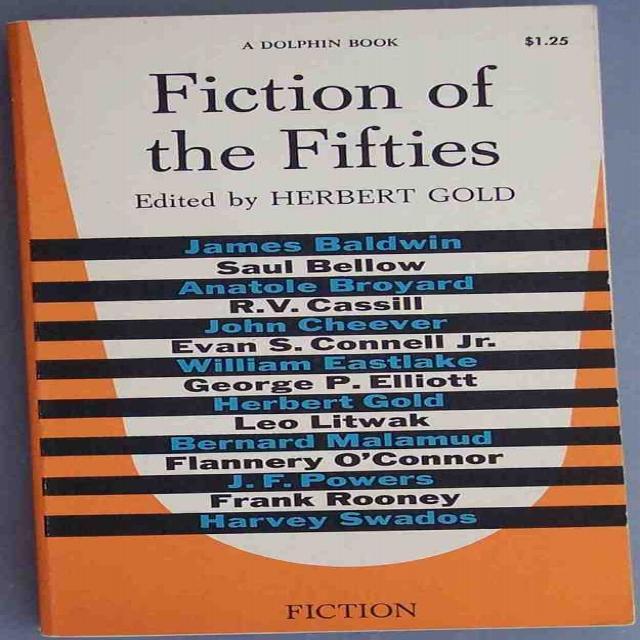 A DOLPHIN BOOK
$1.25
Fiction of
the Fifties
Edited by HERBERT GOLD
James Baldwin
Saul Bellow
Anatole Broyard
R.V. Cassill
John Cheever
Evan S. Connell Jr.
William Eastlake
George P. Elliott
Herbert Gold
Leo Litwak
Bernard Malamud
Flannery O'Connor
J.F. Powers
Frank Rooney
Harvey Swados
FICTION